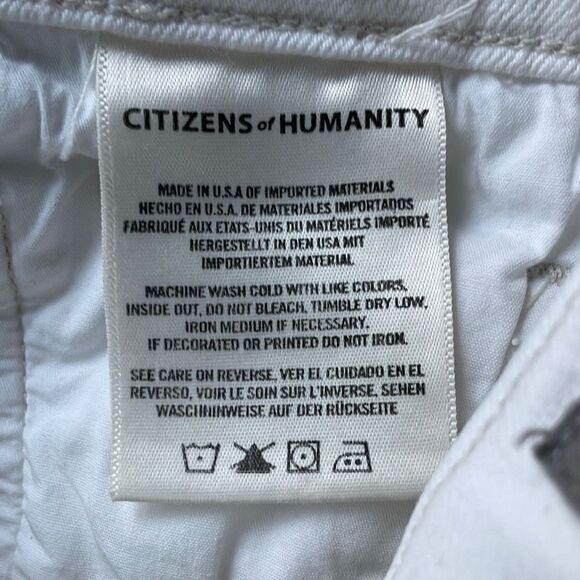 CITIZENS of HUMANITY
MADE IN U.S.A OF IMPORTED MATERIALS
HECHO EN U.S.A. DE MATERIALES IMPORTADOS
FABRIQUÉ AUX ETATS-UNIS DU MATÉRIELS IMPORTÉ
HERGESTELLT IN DEN USA MIT
IMPORTIERTEM MATERIAL
MACHINE WASH COLD WITH LIKE COLORS,
INSIDE OUT, DO NOT BLEACH, TUMBLE DRY LOW,
IRON MEDIUM IF NECESSARY.
IF DECORATED OR PRINTED DO NOT IRON.
SEE CARE ON REVERSE, VER EL CUIDADO EN EL
REVERSO, VOIR LE SOIN SUR L'INVERSE, SEHEN
WASCHNINWEISE AUF DER RÜCKSEITE